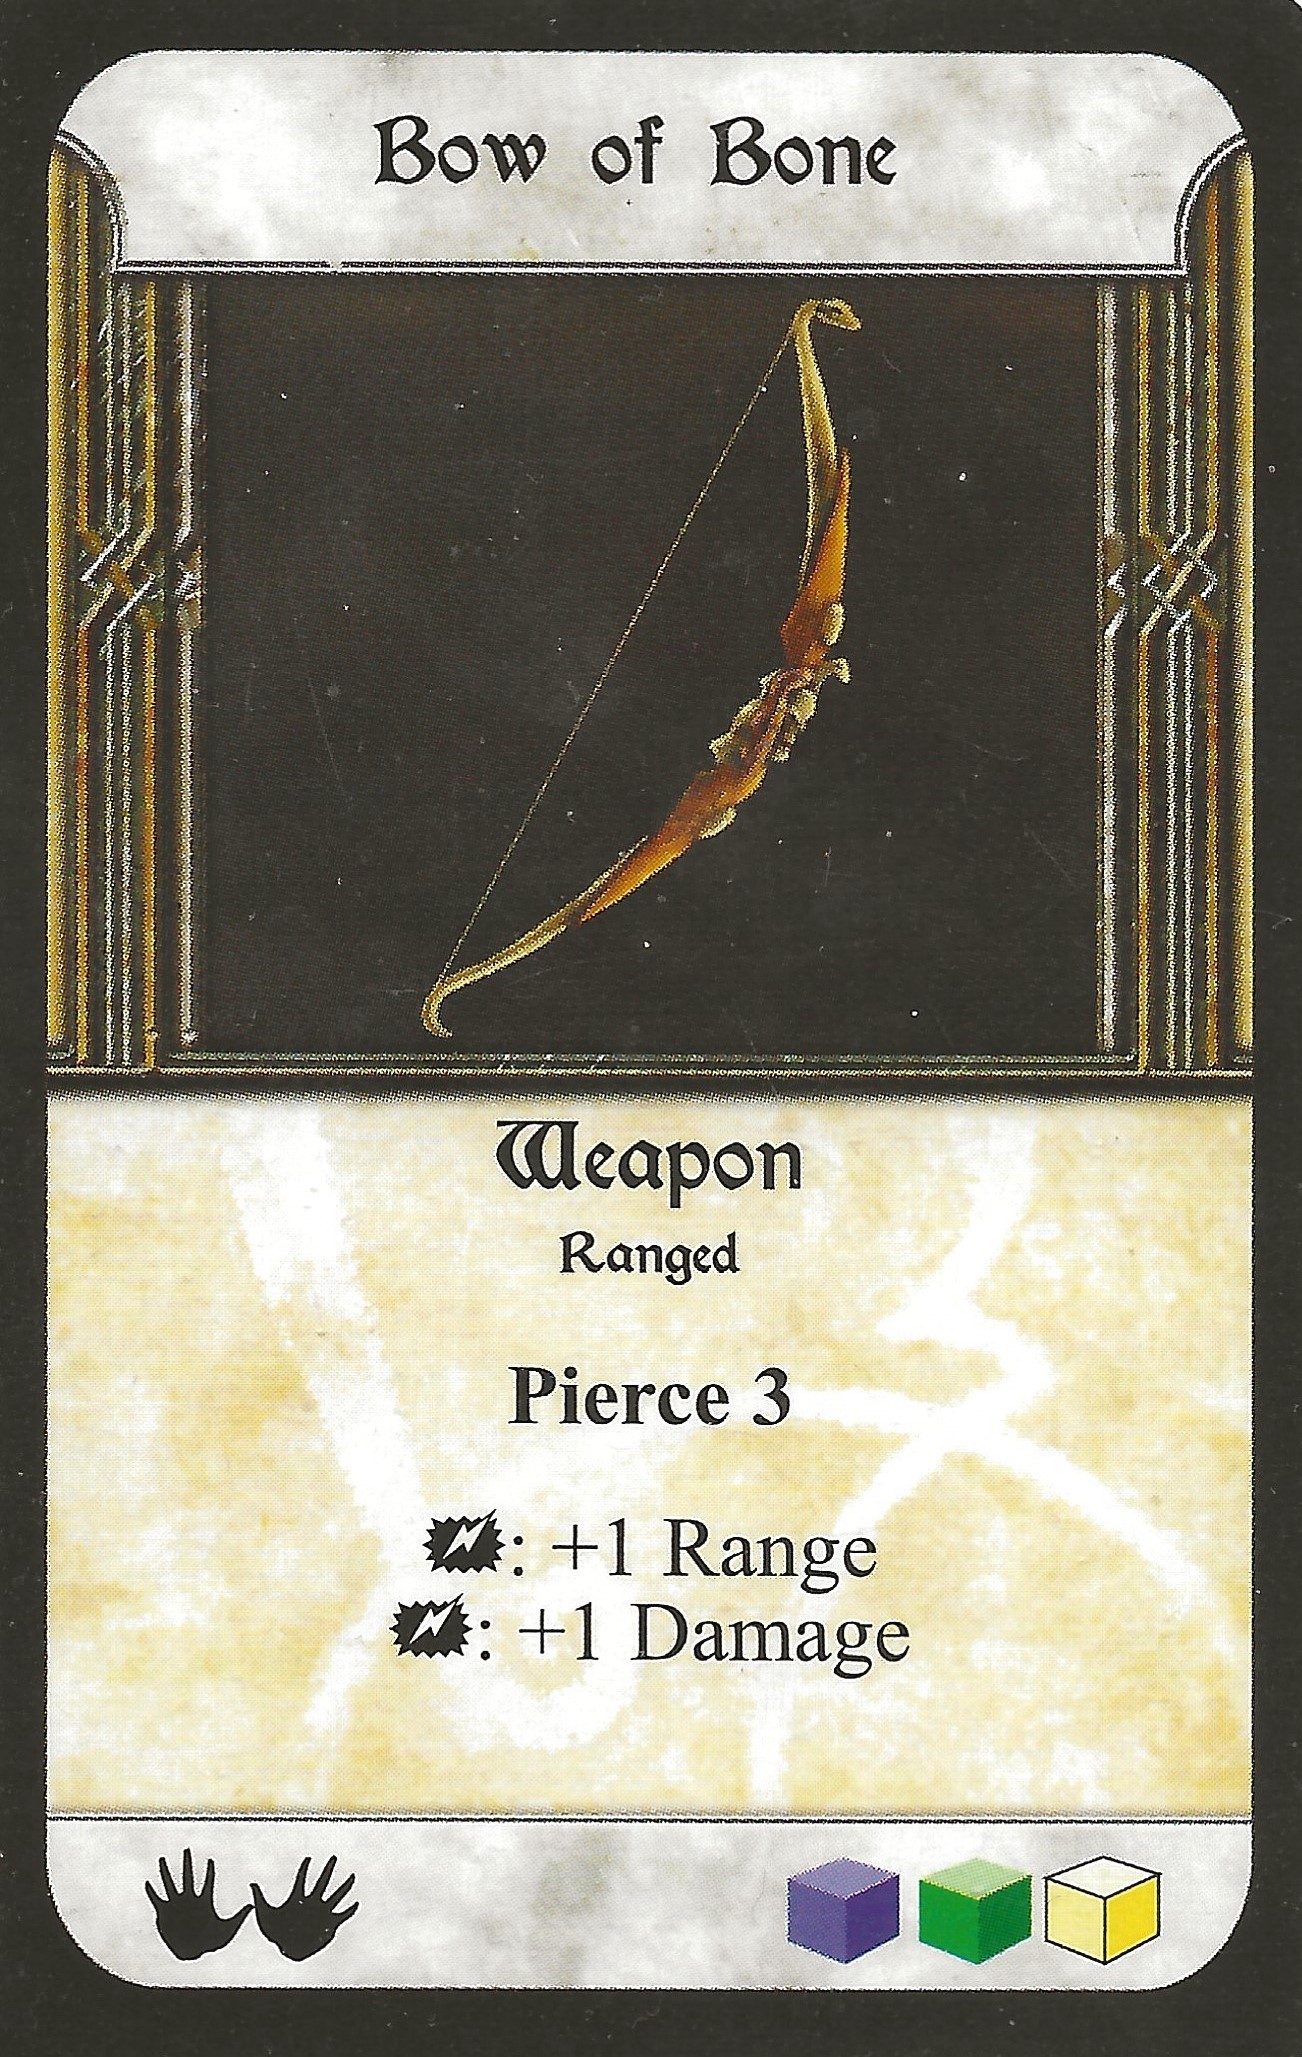 Bow of Bone
Weapon
Ranged
Pierce 3
: +1 Range
: +1 Damage